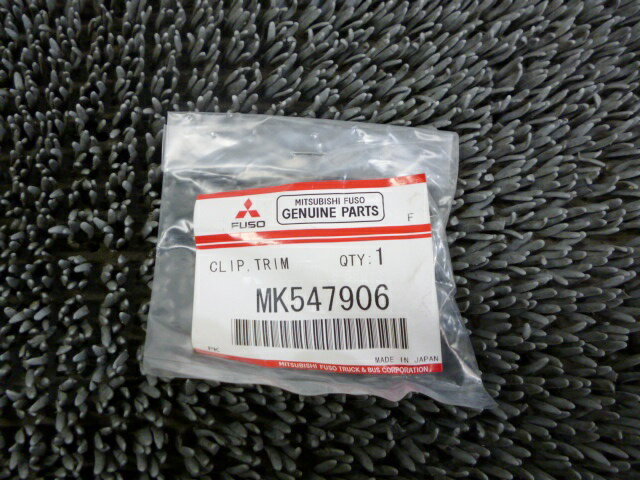 MITSUBISHI FUSO
GENUINE PARTS
FUSO
F
CLIP, TRIM QTY: 1
MK547906
MADE IN JAPAN
MITSUBISHI FUSO TRUCK & BUS CORPORATION